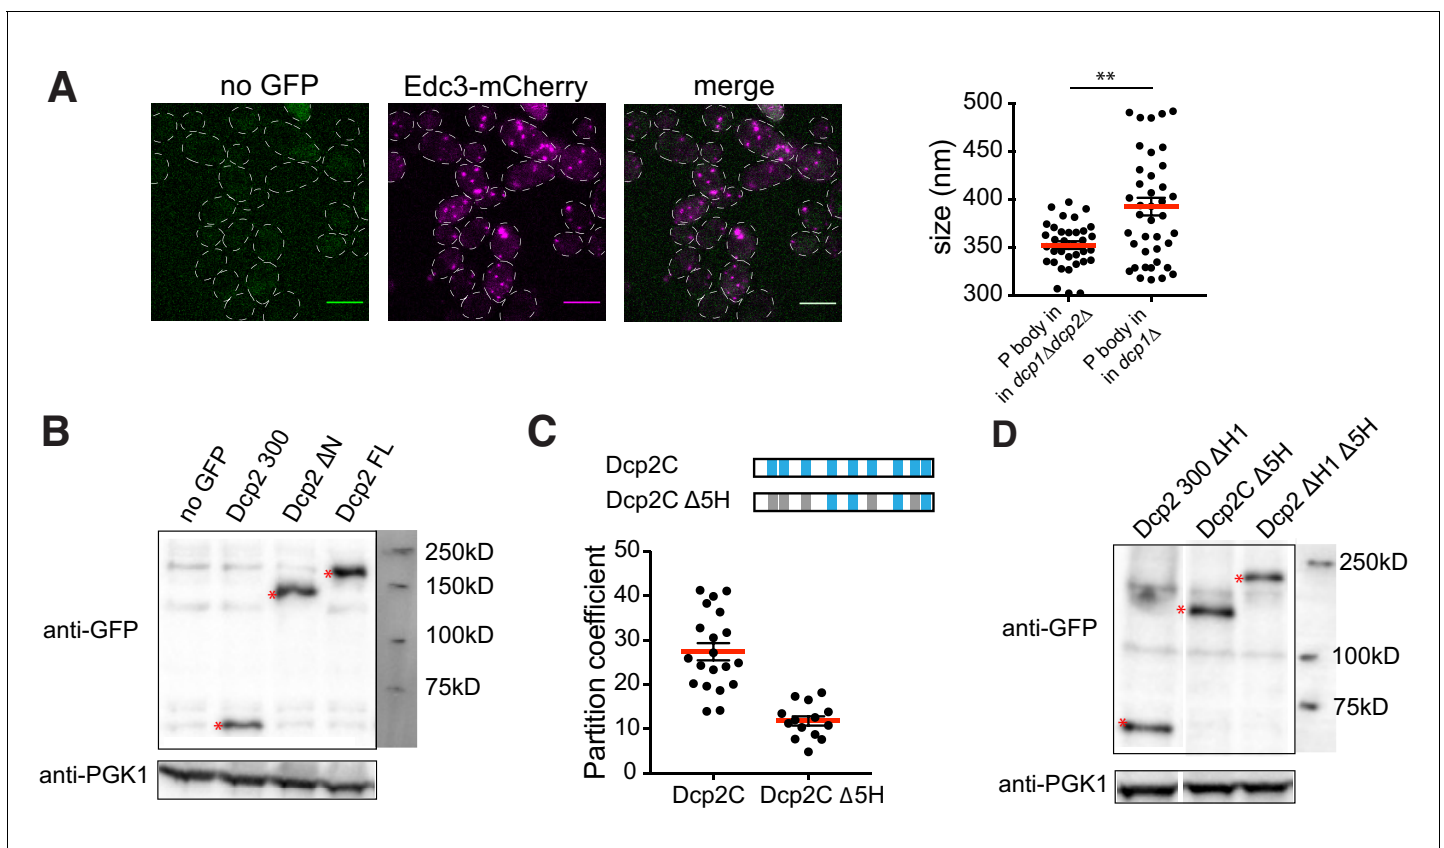 A
no GFP
Edc3-mCherry
merge
**
500
450
400
350
300
size (nm)
P body in
in dcp1Δdcp2Δ
P body in
in dcp1Δ
B
no GFP
Dcp2 300
Dcp2 ΔN
Dcp2 FL
250kD
150kD
100kD
75kD
anti-GFP
*
*
*
anti-PGK1
C
Dcp2C
Dcp2C Δ5H
50
40
30
20
10
0
Partition coefficient
Dcp2C
Dcp2C Δ5H
D
Dcp2 300 ΔH1
Dcp2C Δ5H
Dcp2 ΔH1 Δ5H
250kD
100kD
75kD
anti-GFP
*
*
*
anti-PGK1